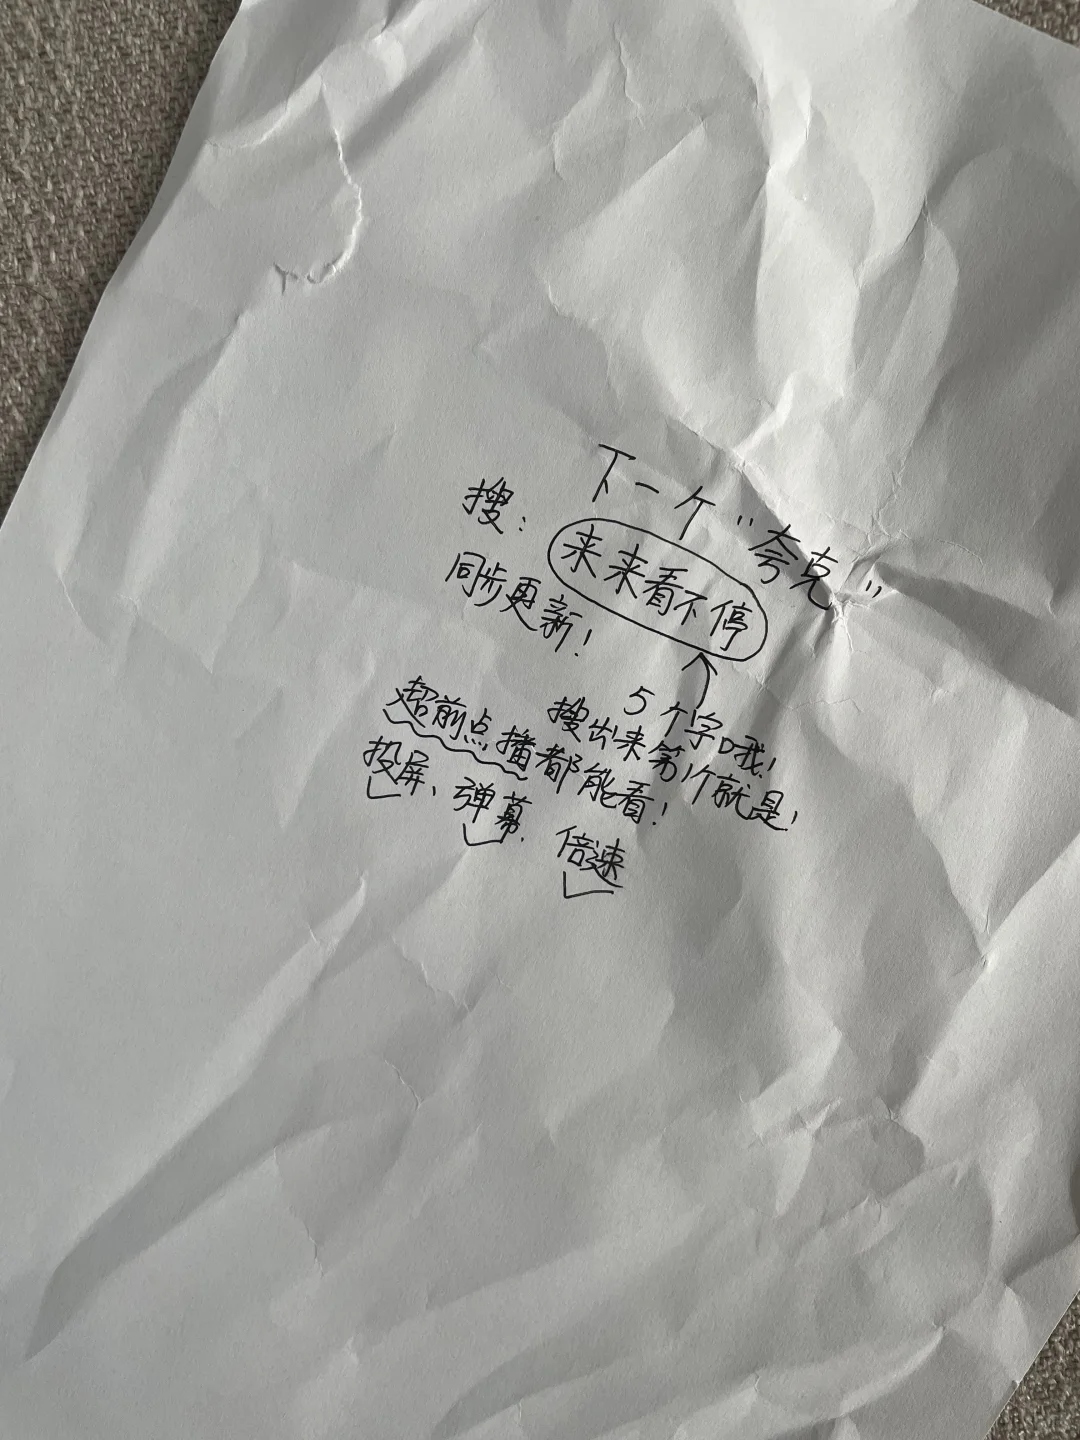 下一个“夸克”
搜：来来看不停
同步更新！
5个字哦！
搜出来第1个就是！
超前点播都能看！
投屏、弹幕、倍速